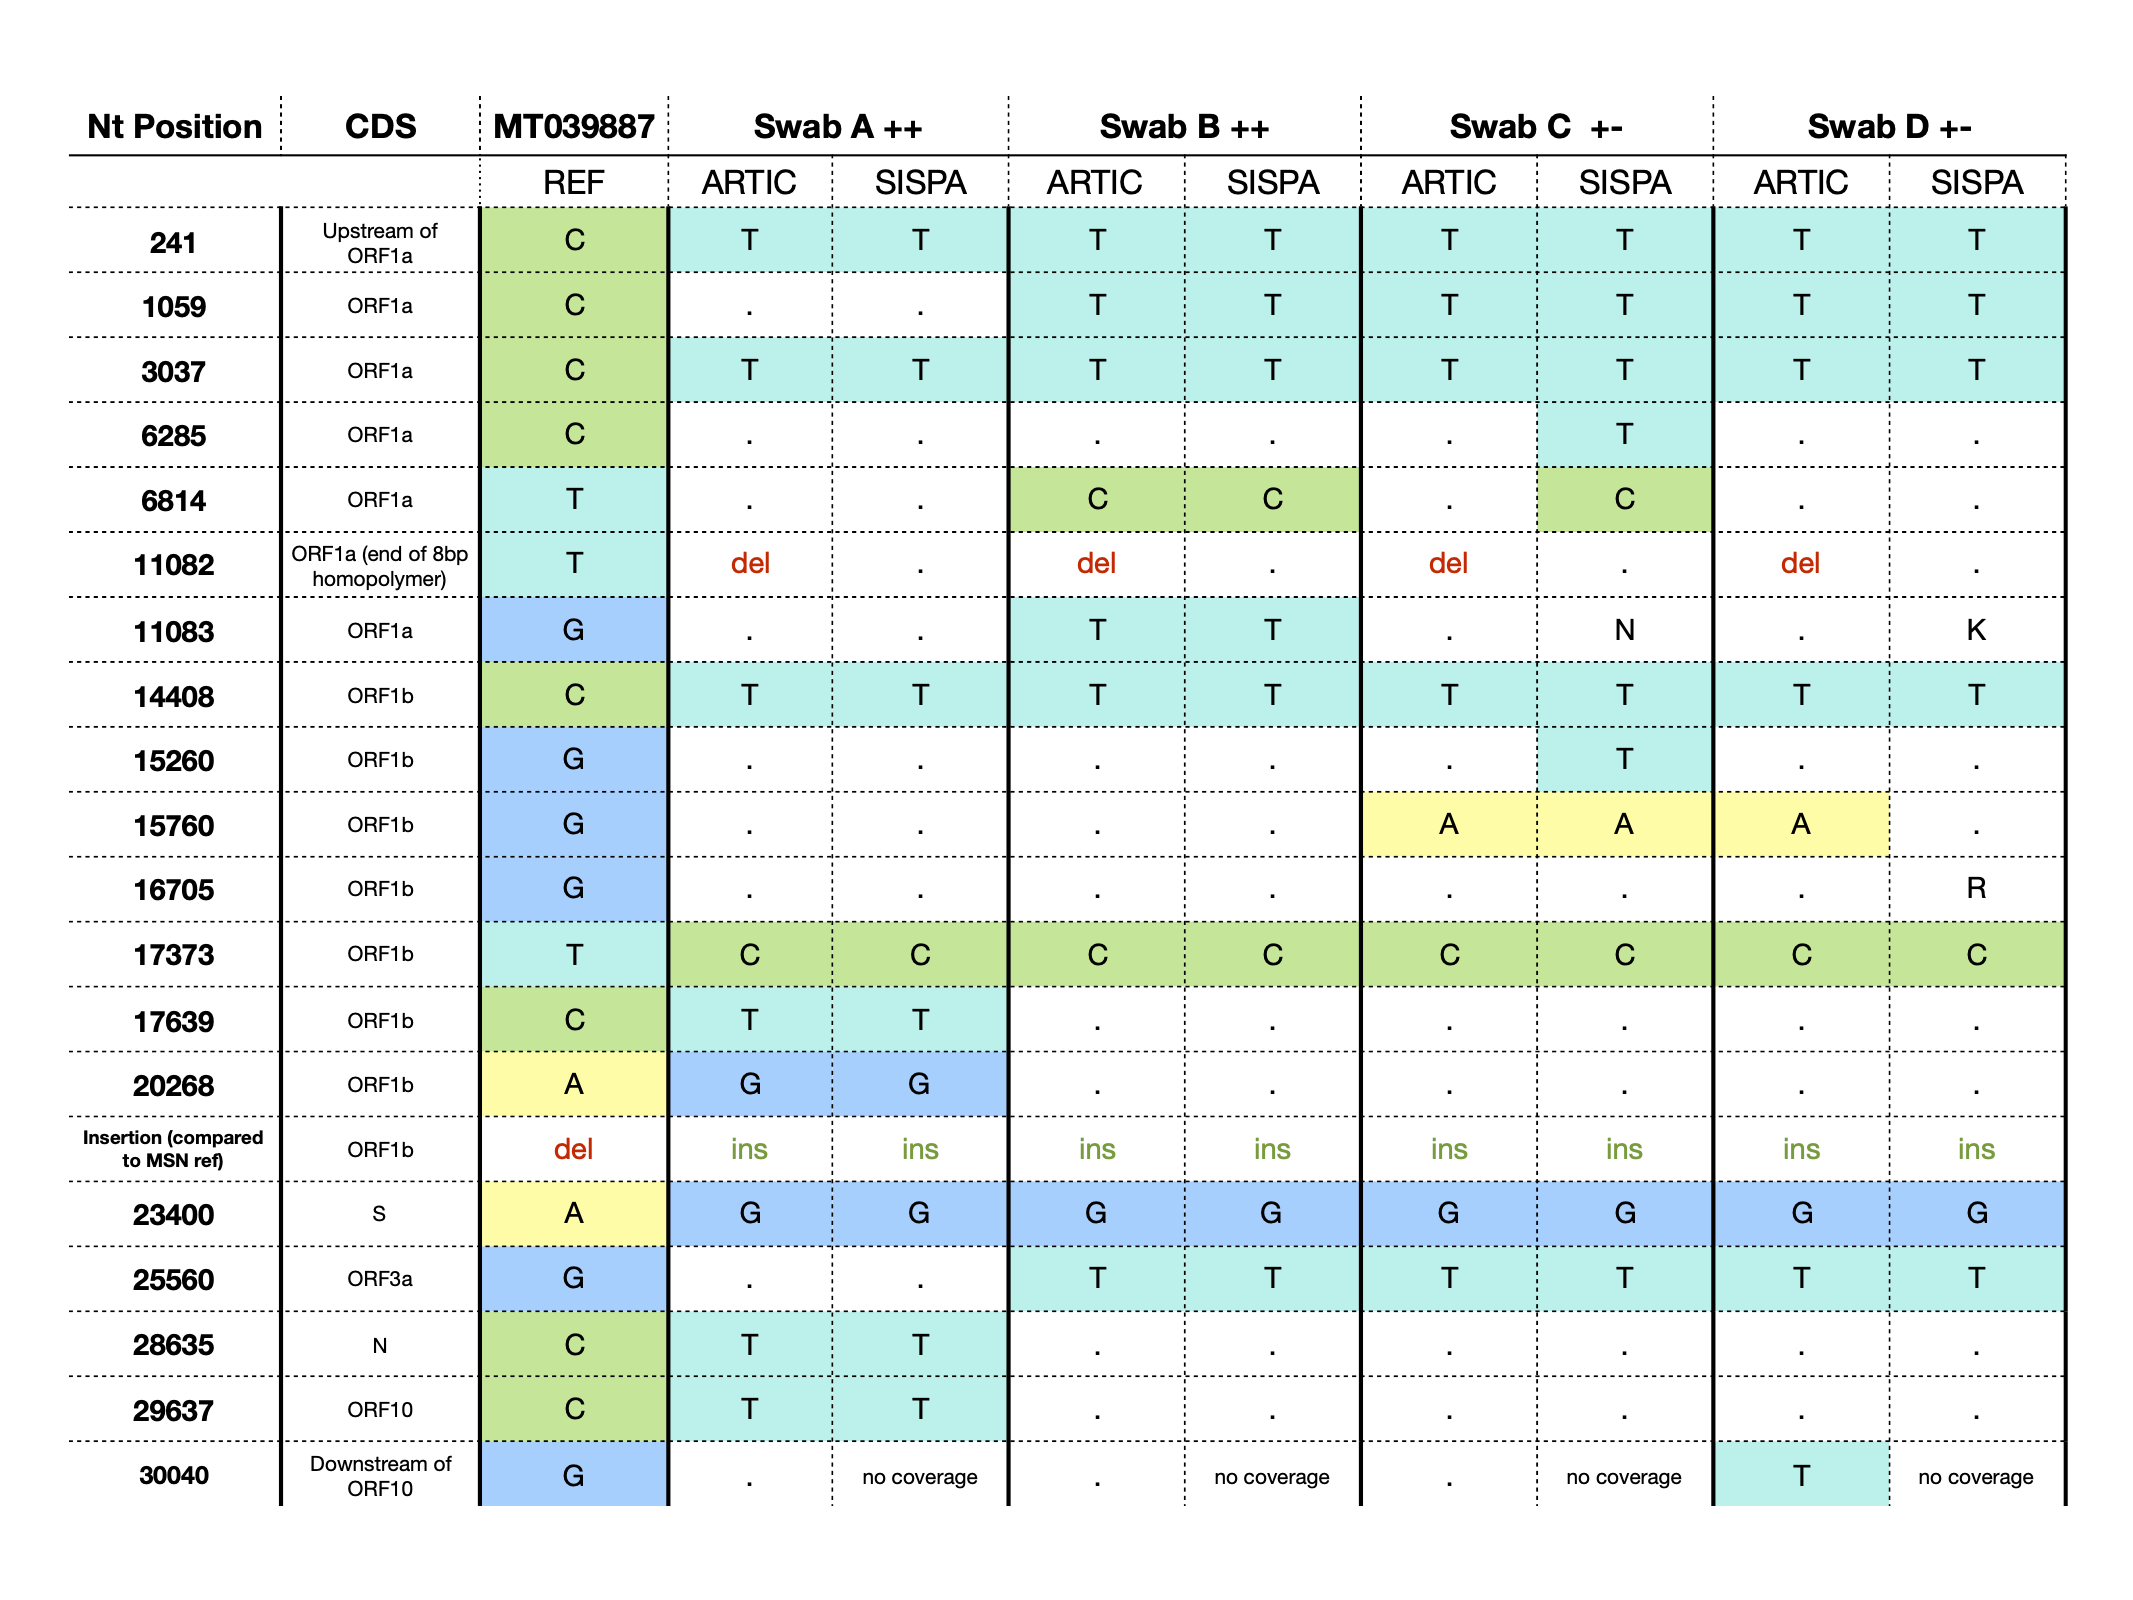 Nt Position CDS MT039887 Swab A ++ Swab B ++ Swab C +- Swab D +-
REF ARTIC SISPA ARTIC SISPA ARTIC SISPA ARTIC SISPA
241 Upstream of ORF1a C T T T T T T T T
1059 ORF1a C . . T T T T T T
3037 ORF1a C T T T T T T T T
6285 ORF1a C . . . . . T . .
6814 ORF1a T . . C C . C . .
11082 ORF1a (end of 8bp homopolymer) T del . del . del . del .
11083 ORF1a G . . T T . N . K
14408 ORF1b C T T T T T T T T
15260 ORF1b G . . . . . T . .
15760 ORF1b G . . . . A A A .
16705 ORF1b G . . . . . . . R
17373 ORF1b T C C C C C C C C
17639 ORF1b C T T . . . . . .
20268 ORF1b A G G . . . . . .
Insertion (compared to MSN ref) ORF1b del ins ins ins ins ins ins ins ins
23400 S A G G G G G G G G
25560 ORF3a G . . T T T T T T
28635 N C T T . . . . . .
29637 ORF10 C T T . . . . . .
30040 Downstream of ORF10 G . no coverage . no coverage . no coverage T no coverage